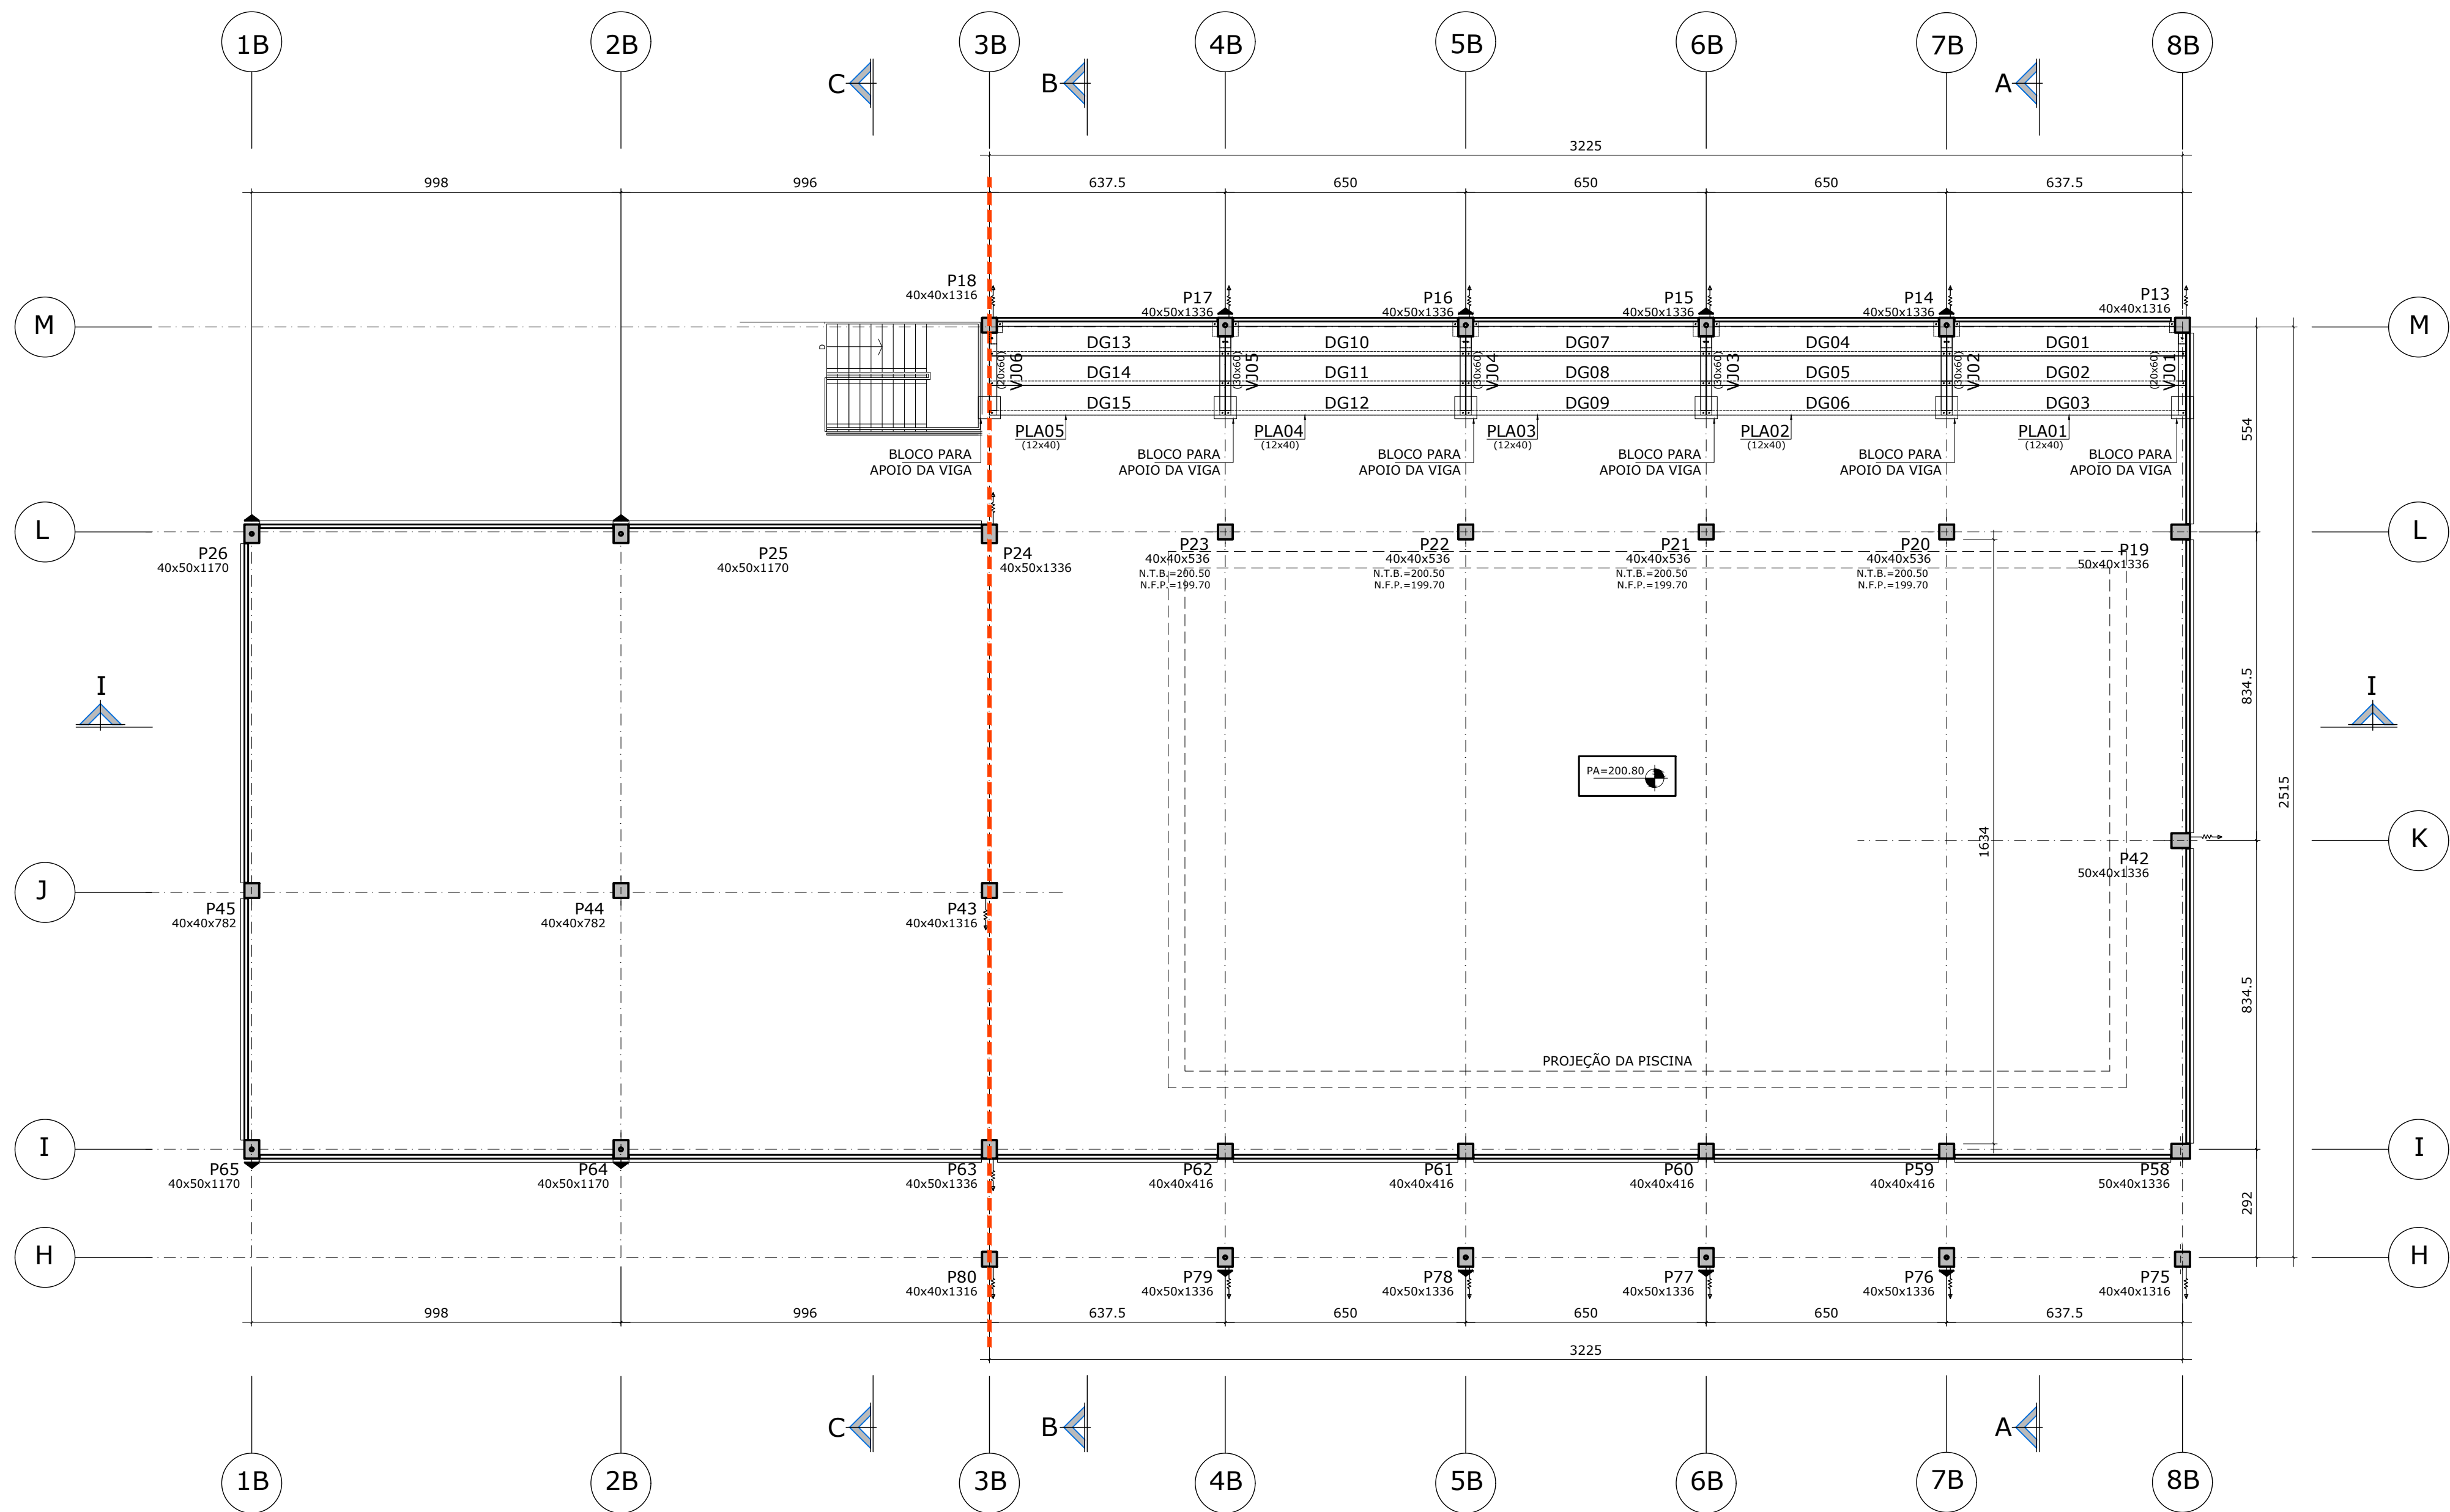 1B 2B 3B 4B 5B 6B 7B 8B
C B A
3225
998 996 637.5 650 650 650 637.5
P18
40x40x1316
P17
40x50x1336
P16
40x50x1336
P15
40x50x1336
P14
40x50x1336
P13
40x40x1316
M M
D
DG13 DG10 DG07 DG04 DG01
DG14 DG11 DG08 DG05 DG02
DG15 DG12 DG09 DG06 DG03
(20x60)
VJ06
(30x60)
VJ05
(30x60)
VJ04
(30x60)
VJ03
(30x60)
VJ02
(20x60)
VJ01
PLA05
(12x40)
PLA04
(12x40)
PLA03
(12x40)
PLA02
(12x40)
PLA01
(12x40)
BLOCO PARA
APOIO DA VIGA
BLOCO PARA
APOIO DA VIGA
BLOCO PARA
APOIO DA VIGA
BLOCO PARA
APOIO DA VIGA
BLOCO PARA
APOIO DA VIGA
BLOCO PARA
APOIO DA VIGA
554
L L
P26
40x50x1170
P25
40x50x1170
P24
40x50x1336
P23
40x40x536
N.T.B.=200.50
N.F.P.=199.70
P22
40x40x536
N.T.B.=200.50
N.F.P.=199.70
P21
40x40x536
N.T.B.=200.50
N.F.P.=199.70
P20
40x40x536
N.T.B.=200.50
N.F.P.=199.70
P19
50x40x1336
I I
834.5
PA=200.80
2515
1634
K
P42
50x40x1336
J
P45
40x40x782
P44
40x40x782
P43
40x40x1316
834.5
PROJEÇÃO DA PISCINA
I I
P65
40x50x1170
P64
40x50x1170
P63
40x50x1336
P62
40x40x416
P61
40x40x416
P60
40x40x416
P59
40x40x416
P58
50x40x1336
292
H H
P80
40x40x1316
P79
40x50x1336
P78
40x50x1336
P77
40x50x1336
P76
40x50x1336
P75
40x40x1316
998 996 637.5 650 650 650 637.5
3225
C B A
1B 2B 3B 4B 5B 6B 7B 8B